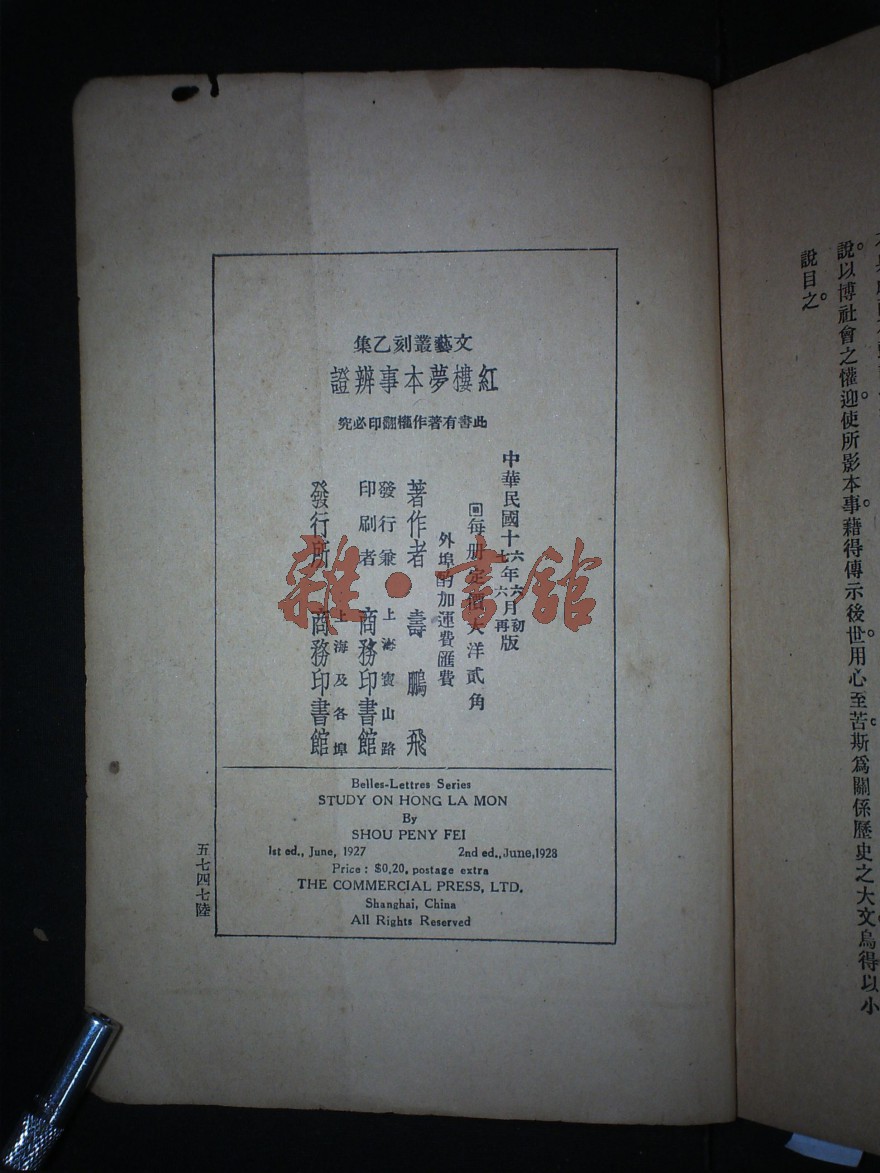 說以博社會之懽迎。使所影本事。藉得傳示後世。用心至苦。斯爲關係歷史之大文。烏得以小
說目之。
文藝叢刻乙集
紅樓夢本事辨證
此書有著作權翻印必究
中華民國十六年六月初版
十七年六月再版
每册定價大洋貳角
外埠酌加運費匯費
著作者 壽鵬飛
發行兼印刷者 上海寶山路 商務印書館
發行所 上海及各埠 商務印書館
Belles-Lettres Series
STUDY ON HONG LA MON
By
SHOU PENY FEI
1st ed., June, 1927 2nd ed., June, 1928
Price: $0.20, postage extra
THE COMMERCIAL PRESS, LTD.
Shanghai, China
All Rights Reserved
五七四七陸
雜·書館